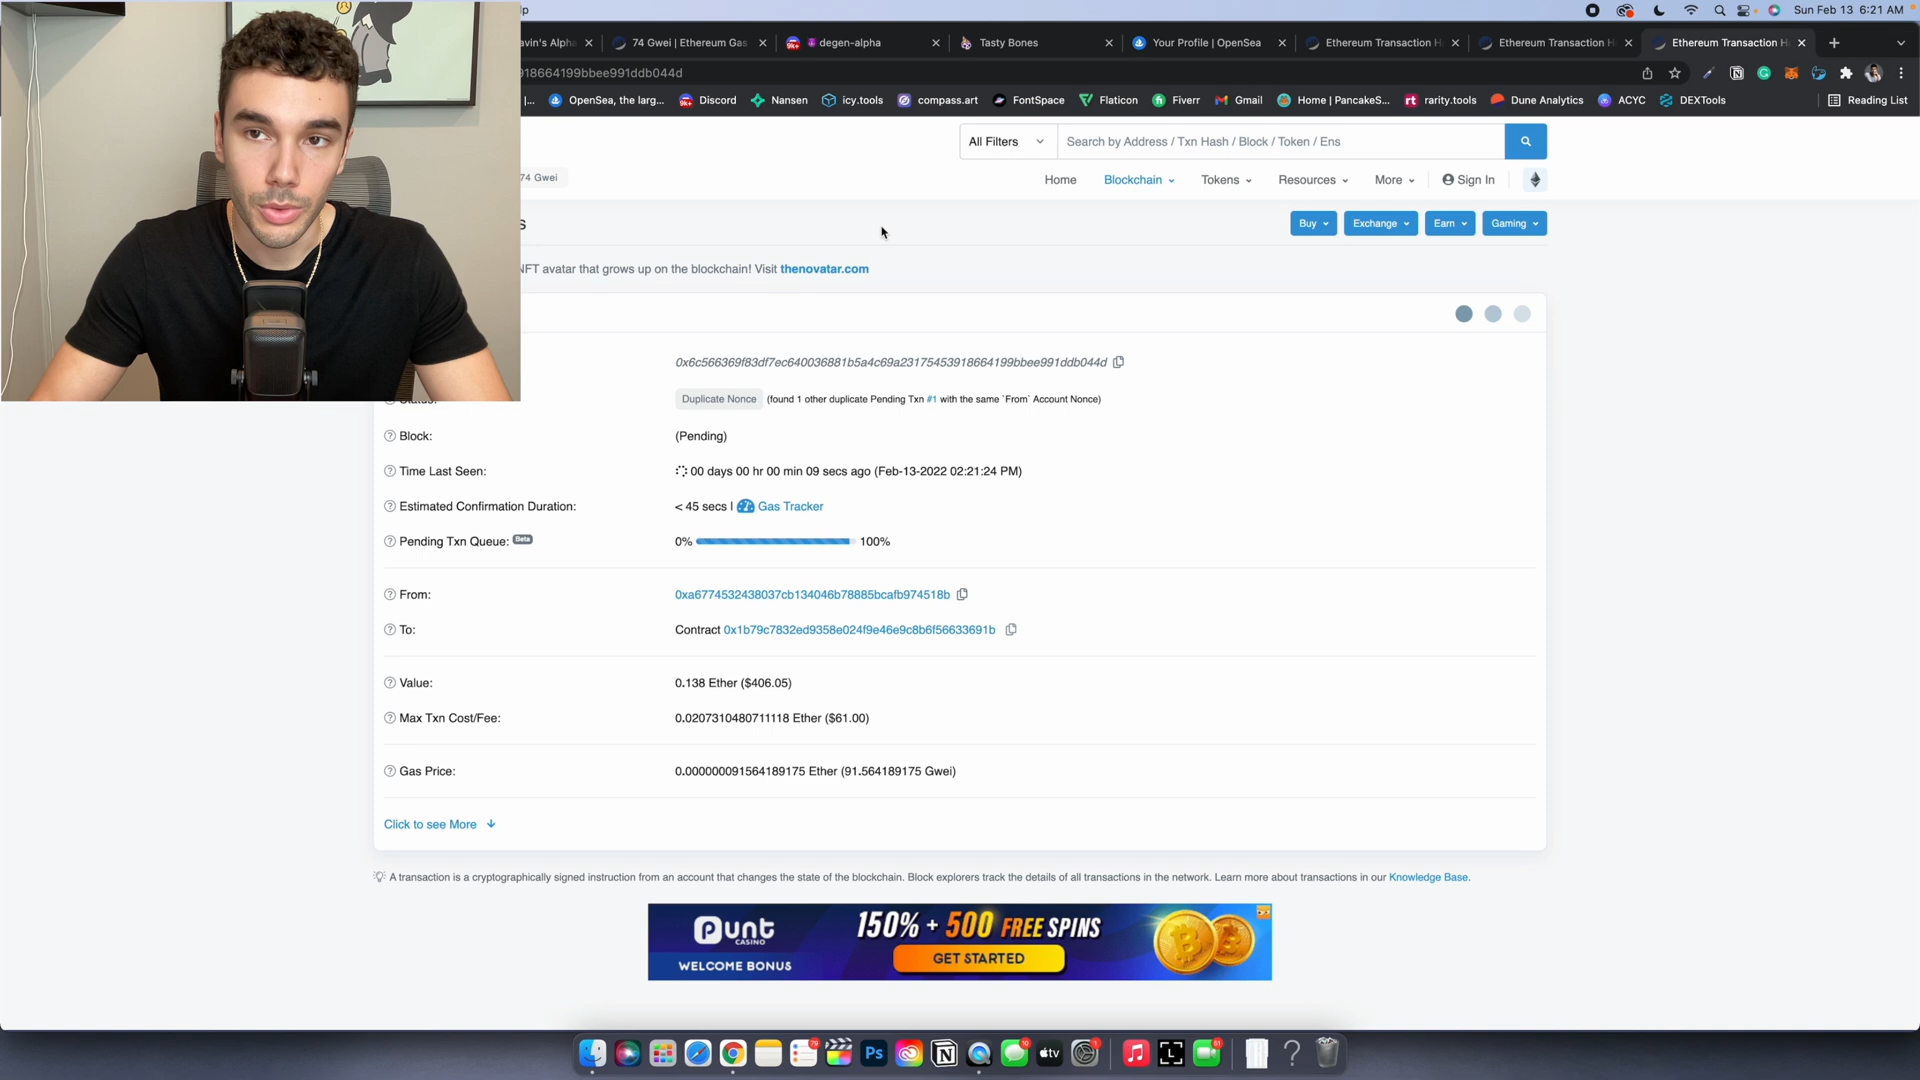 lp
Sun Feb 13 6:21 AM
avin's Alpha
74 Gwei | Ethereum Gas
degen-alpha
Tasty Bones
Your Profile | OpenSea
Ethereum Transaction H
Ethereum Transaction H
Ethereum Transaction H
918664199bbee991ddb044d
|...
OpenSea, the larg...
Discord
Nansen
icy.tools
compass.art
FontSpace
Flaticon
Fiverr
Gmail
Home | PancakeS...
rarity.tools
Dune Analytics
ACYC
DEXTools
Reading List
All Filters
Search by Address / Txn Hash / Block / Token / Ens
74 Gwei
Home
Blockchain
Tokens
Resources
More
Sign In
s
Buy
Exchange
Earn
Gaming
NFT avatar that grows up on the blockchain! Visit thenovatar.com
0x6c566369f83df7ec640036881b5a4c69a23175453918664199bbee991ddb044d
Duplicate Nonce (found 1 other duplicate Pending Txn #1 with the same `From` Account Nonce)
Block: (Pending)
Time Last Seen: 00 days 00 hr 00 min 09 secs ago (Feb-13-2022 02:21:24 PM)
Estimated Confirmation Duration: < 45 secs | Gas Tracker
Pending Txn Queue: Beta 0% 100%
From: 0xa6774532438037cb134046b78885bcafb974518b
To: Contract 0x1b79c7832ed9358e024f9e46e9c8b6f56633691b
Value: 0.138 Ether ($406.05)
Max Txn Cost/Fee: 0.0207310480711118 Ether ($61.00)
Gas Price: 0.000000091564189175 Ether (91.564189175 Gwei)
Click to see More
A transaction is a cryptographically signed instruction from an account that changes the state of the blockchain. Block explorers track the details of all transactions in the network. Learn more about transactions in our Knowledge Base.
Punt
CASINO
WELCOME BONUS
150% + 500 FREE SPINS
GET STARTED